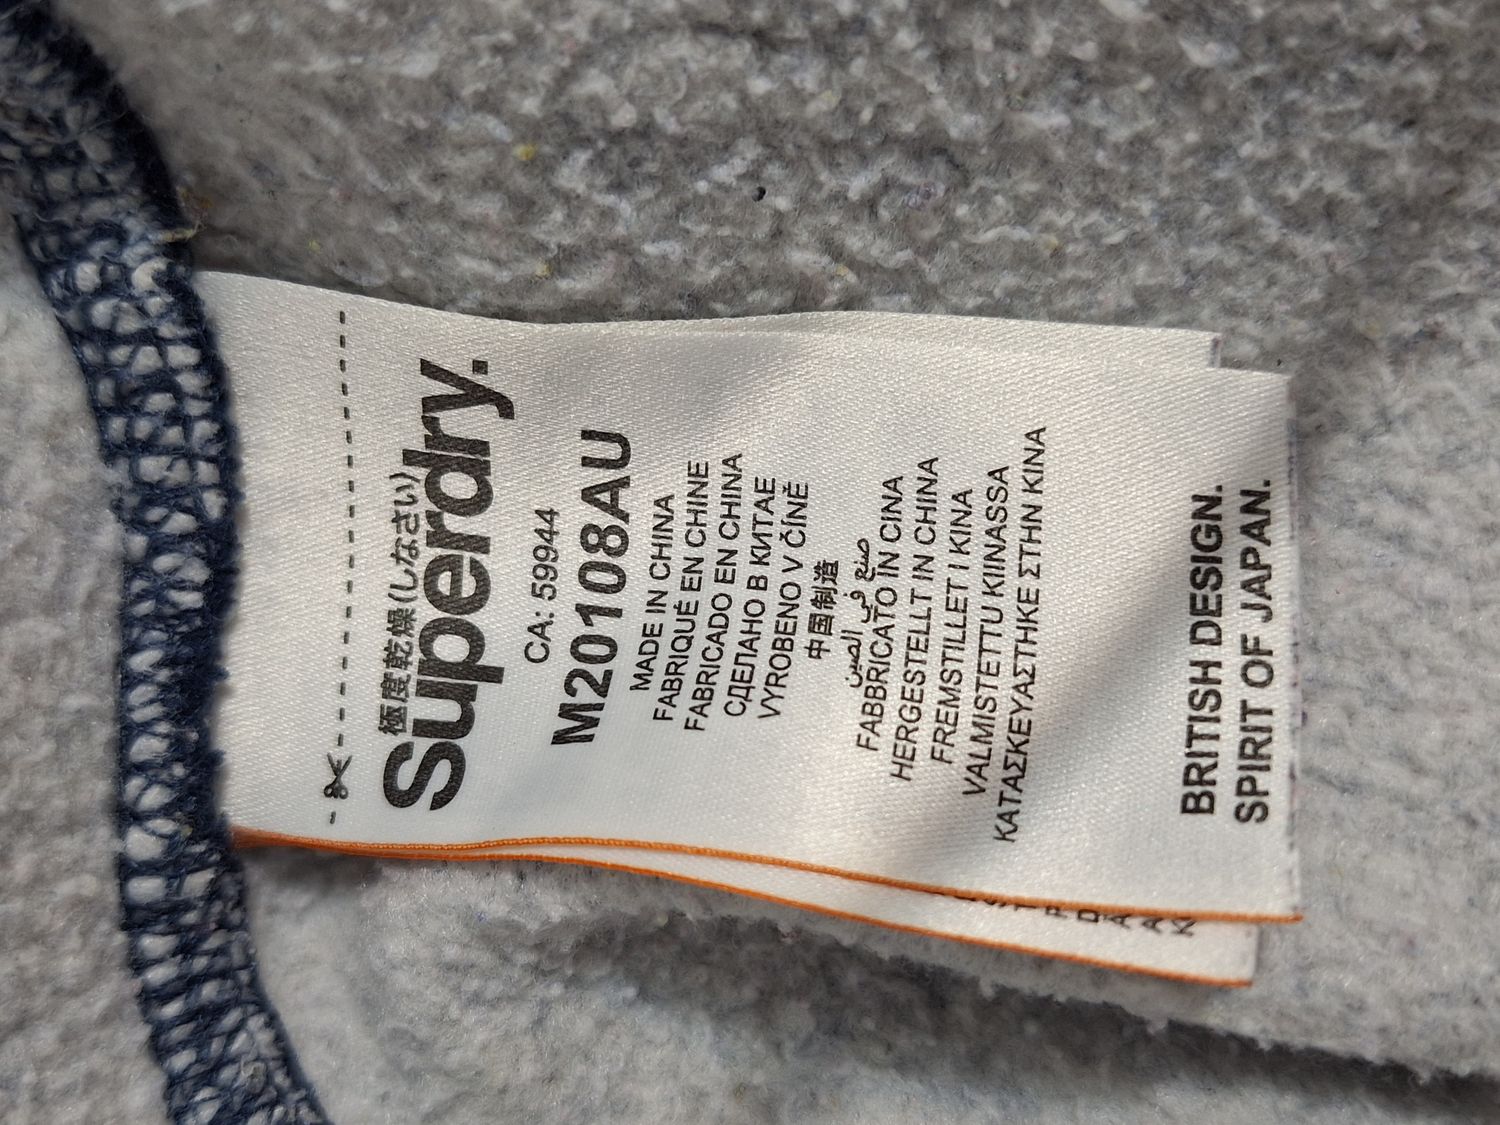 極度乾燥(しなさい)
Superdry.
CA: 59944
M20108AU
MADE IN CHINA
FABRIQUÉ EN CHINE
FABRICADO EN CHINA
СДЕЛАНО В КИТАЕ
VYROBENO V ČÍNĚ
中国制造
صنع في الصين
FABBRICATO IN CINA
HERGESTELLT IN CHINA
FREMSTILLET I KINA
VALMISTETTU KIINASSA
ΚΑΤΑΣΚΕΥΑΣΤΗΚΕ ΣΤΗΝ ΚΙΝΑ
BRITISH DESIGN.
SPIRIT OF JAPAN.